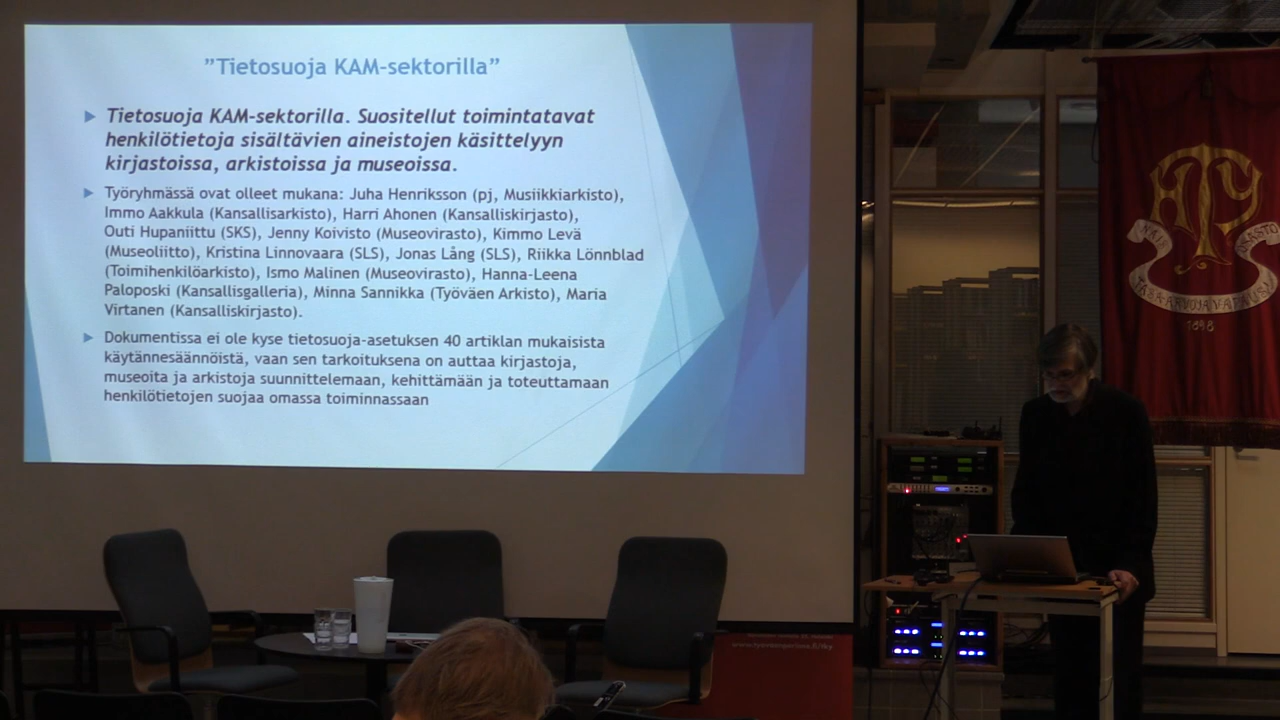 "Tietosuoja KAM-sektorilla"
Tietosuoja KAM-sektorilla. Suositellut toimintatavat
henkilötietoja sisältävien aineistojen käsittelyyn
kirjastoissa, arkistoissa ja museoissa.
Työryhmässä ovat olleet mukana: Juha Henriksson (pj, Musiikkiarkisto),
Immo Aakkula (Kansallisarkisto), Harri Ahonen (Kansalliskirjasto),
Outi Hupaniittu (SKS), Jenny Koivisto (Museovirasto), Kimmo Levä
(Museoliitto), Kristina Linnovaara (SLS), Jonas Lång (SLS), Riikka Lönnblad
(Toimihenkilöarkisto), Ismo Malinen (Museovirasto), Hanna-Leena
Paloposki (Kansallisgalleria), Minna Sannikka (Työväen Arkisto), Maria
Virtanen (Kansalliskirjasto).
Dokumentissa ei ole kyse tietosuoja-asetuksen 40 artiklan mukaisista
käytännesäännöistä, vaan sen tarkoituksena on auttaa kirjastoja,
museoita ja arkistoja suunnittelemaan, kehittämään ja toteuttamaan
henkilötietojen suojaa omassa toiminnassaan
HTY
1898